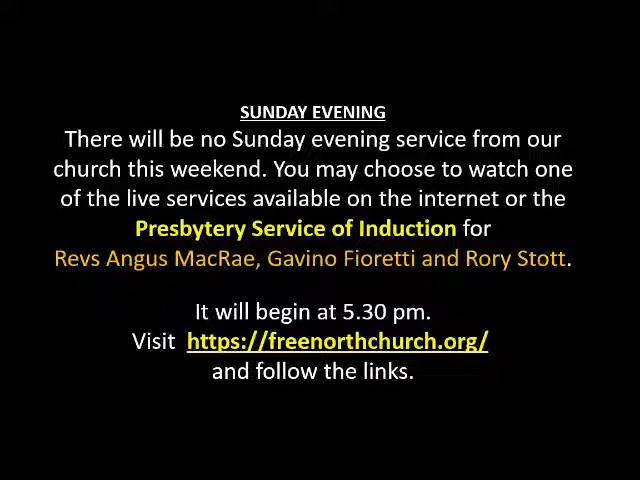 SUNDAY EVENING
There will be no Sunday evening service from our
church this weekend. You may choose to watch one
of the live services available on the internet or the
Presbytery Service of Induction for
Revs Angus MacRae, Gavino Fioretti and Rory Stott.
It will begin at 5.30 pm.
Visit https://freenorthchurch.org/
and follow the links.